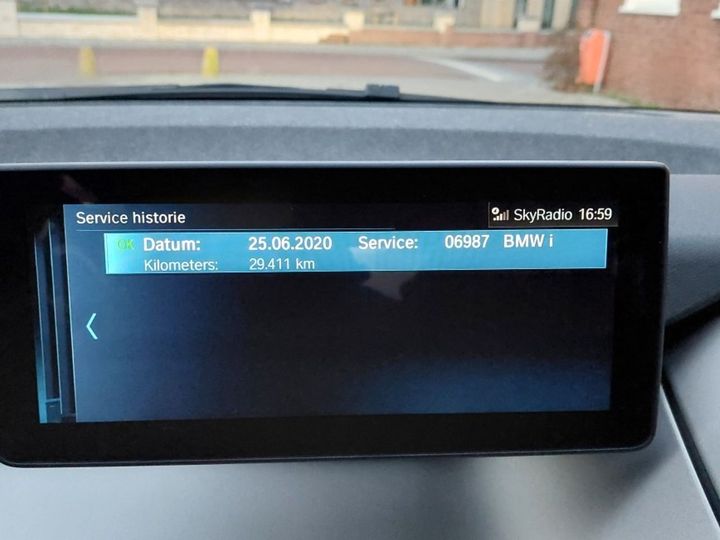 Service historie
SkyRadio 16:59
OK Datum: 25.06.2020 Service: 06987 BMW i
Kilometers: 29.411 km